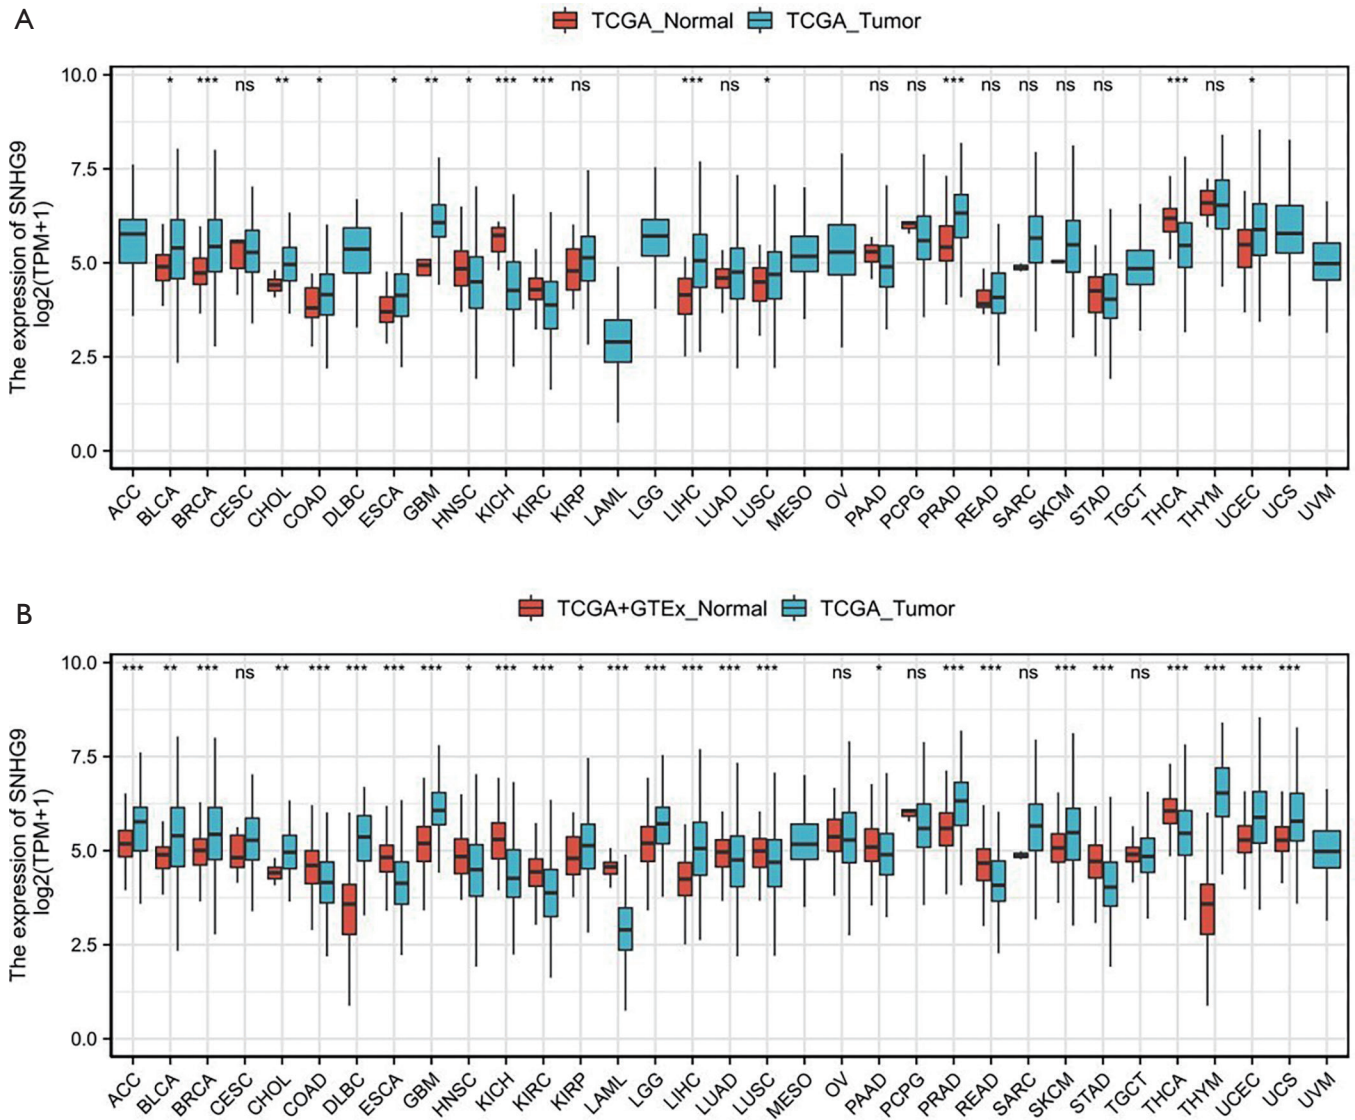 A
TCGA_Normal TCGA_Tumor
* *** ns ** * * ** * *** *** ns *** ns * ns ns *** ns ns ns ns *** ns *
The expression of SNHG9
log2(TPM+1)
10.0
7.5
5.0
2.5
0.0
ACC BLCA BRCA CESC CHOL COAD DLBC ESCA GBM HNSC KICH KIRC KIRP LAML LGG LIHC LUAD LUSC MESO OV PAAD PCPG PRAD READ SARC SKCM STAD TGCT THCA THYM UCEC UCS UVM
B
TCGA+GTEx_Normal TCGA_Tumor
*** ** *** ns ** *** *** *** *** * *** *** * *** *** *** *** *** ns * ns *** *** ns *** *** ns *** *** *** ***
The expression of SNHG9
log2(TPM+1)
10.0
7.5
5.0
2.5
0.0
ACC BLCA BRCA CESC CHOL COAD DLBC ESCA GBM HNSC KICH KIRC KIRP LAML LGG LIHC LUAD LUSC MESO OV PAAD PCPG PRAD READ SARC SKCM STAD TGCT THCA THYM UCEC UCS UVM